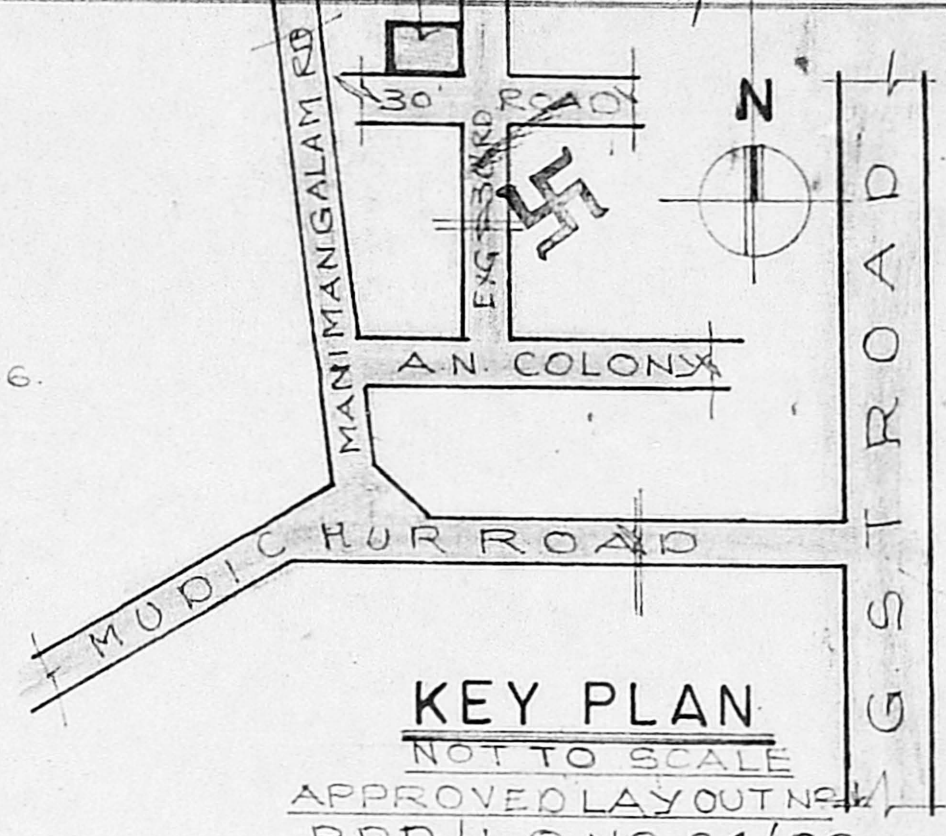 MANIMANGALAM RD
30' ROAD
EXG RD
N
A.N. COLONY
G S T ROAD
6.
MUDICHUR ROAD
KEY PLAN
NOT TO SCALE
APPROVED LAYOUT NO